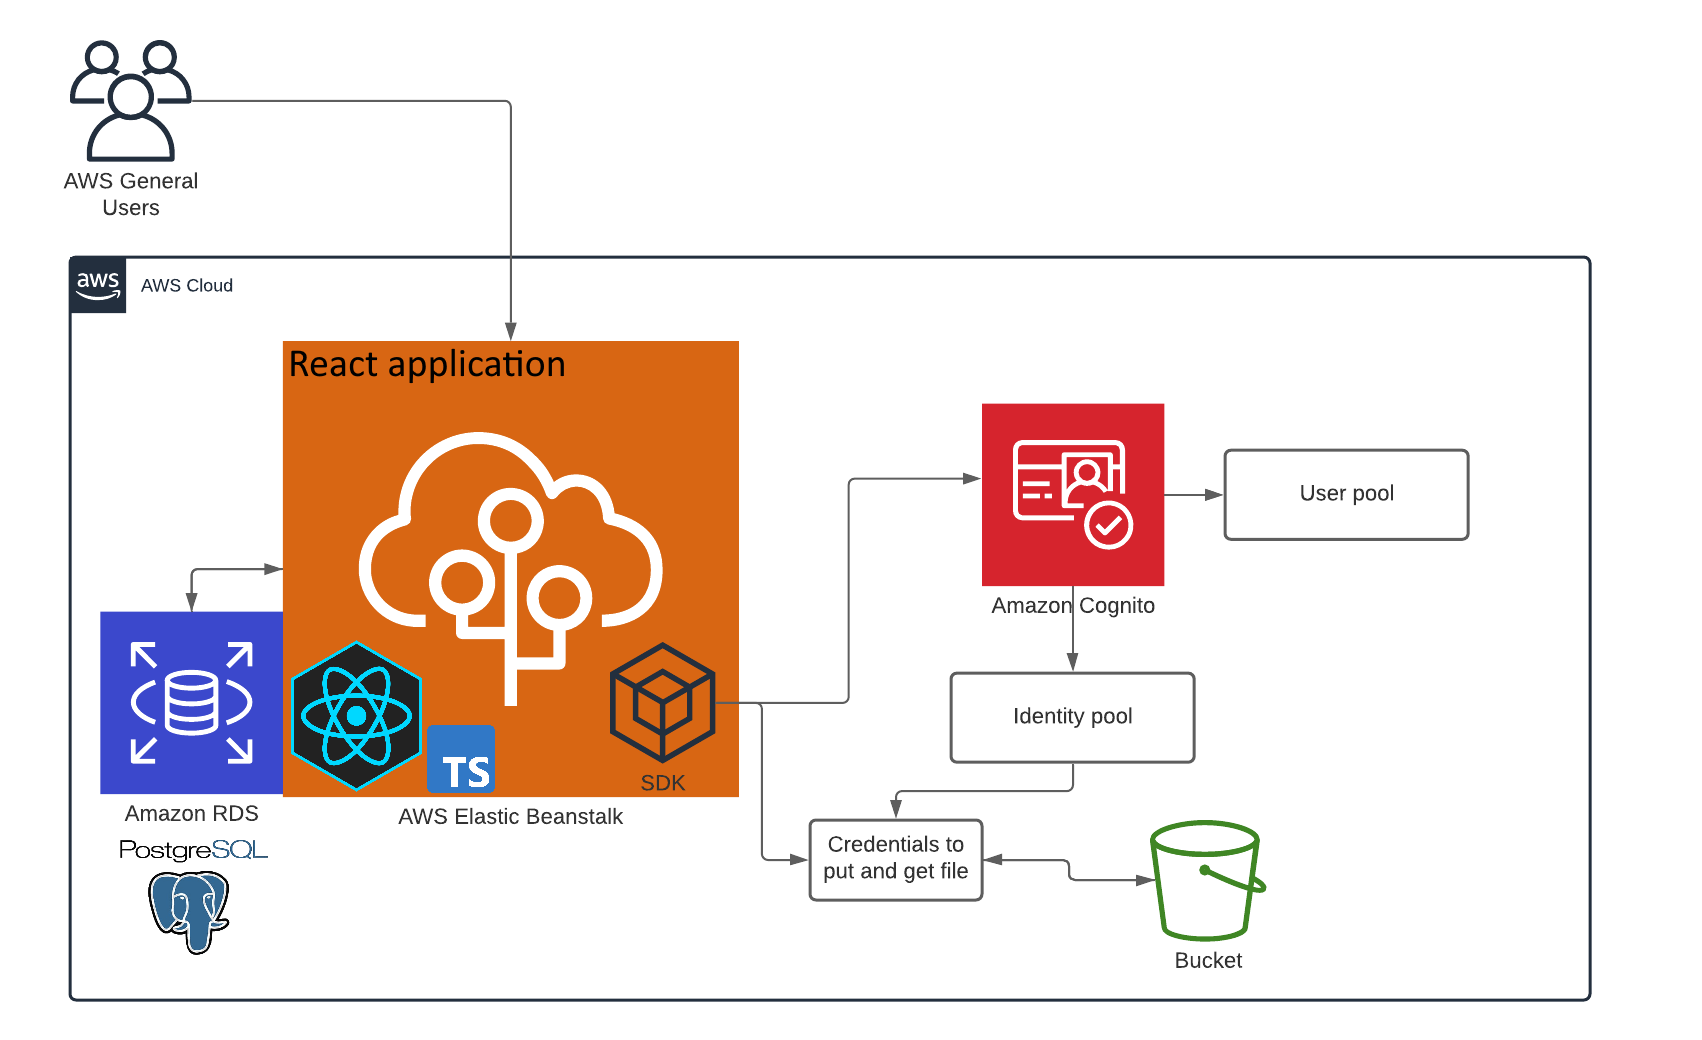 AWS General
Users
aws
AWS Cloud
React application
User pool
Amazon Cognito
Identity pool
TS
SDK
Amazon RDS
AWS Elastic Beanstalk
PostgreSQL
Credentials to
put and get file
Bucket